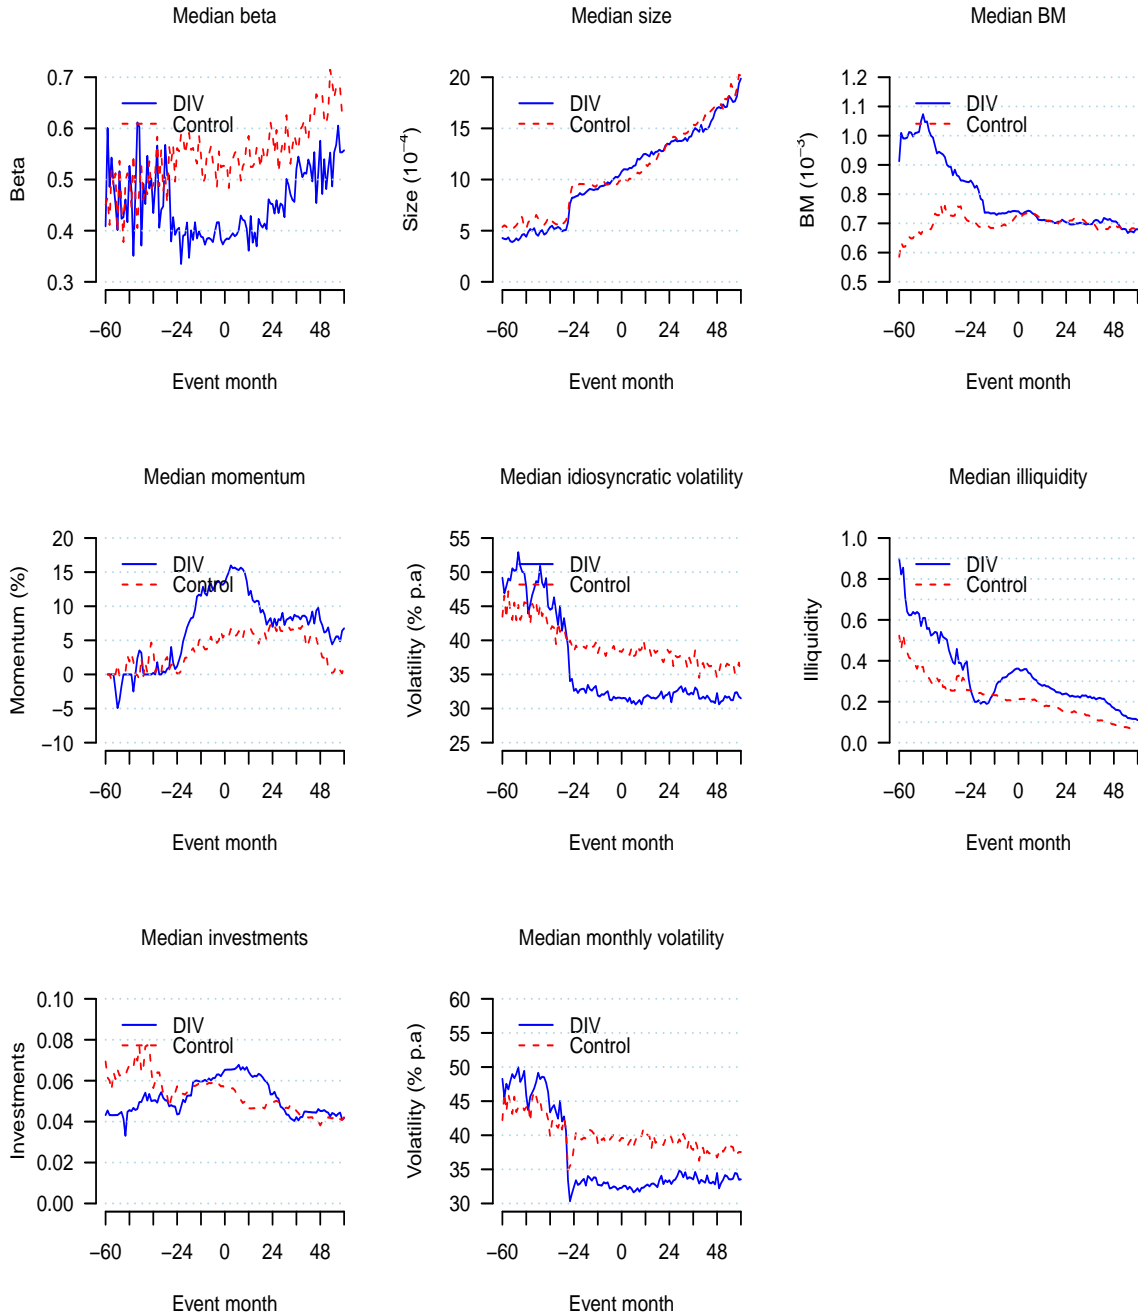 Median beta
Beta
0.7
0.6
0.5
0.4
0.3
DIV
Control
−60
−24
0
24
48
Event month
Median size
Size (10⁻⁴)
20
15
10
5
0
DIV
Control
−60
−24
0
24
48
Event month
Median BM
BM (10⁻³)
1.2
1.1
1.0
0.9
0.8
0.7
0.6
0.5
DIV
Control
−60
−24
0
24
48
Event month
Median momentum
Momentum (%)
20
15
10
5
0
−5
−10
DIV
Control
−60
−24
0
24
48
Event month
Median idiosyncratic volatility
Volatility (% p.a)
55
50
45
40
35
30
25
DIV
Control
−60
−24
0
24
48
Event month
Median illiquidity
Illiquidity
1.0
0.8
0.6
0.4
0.2
0.0
DIV
Control
−60
−24
0
24
48
Event month
Median investments
Investments
0.10
0.08
0.06
0.04
0.02
0.00
DIV
Control
−60
−24
0
24
48
Event month
Median monthly volatility
Volatility (% p.a)
60
55
50
45
40
35
30
DIV
Control
−60
−24
0
24
48
Event month